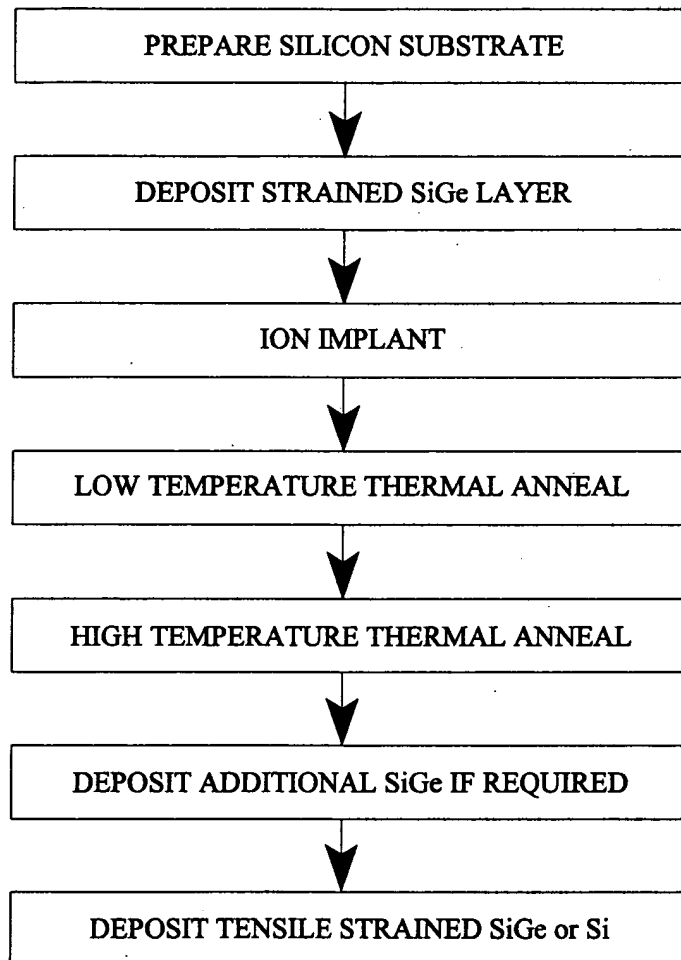 PREPARE SILICON SUBSTRATE
DEPOSIT STRAINED SiGe LAYER
ION IMPLANT
LOW TEMPERATURE THERMAL ANNEAL
HIGH TEMPERATURE THERMAL ANNEAL
DEPOSIT ADDITIONAL SiGe IF REQUIRED
DEPOSIT TENSILE STRAINED SiGe or Si